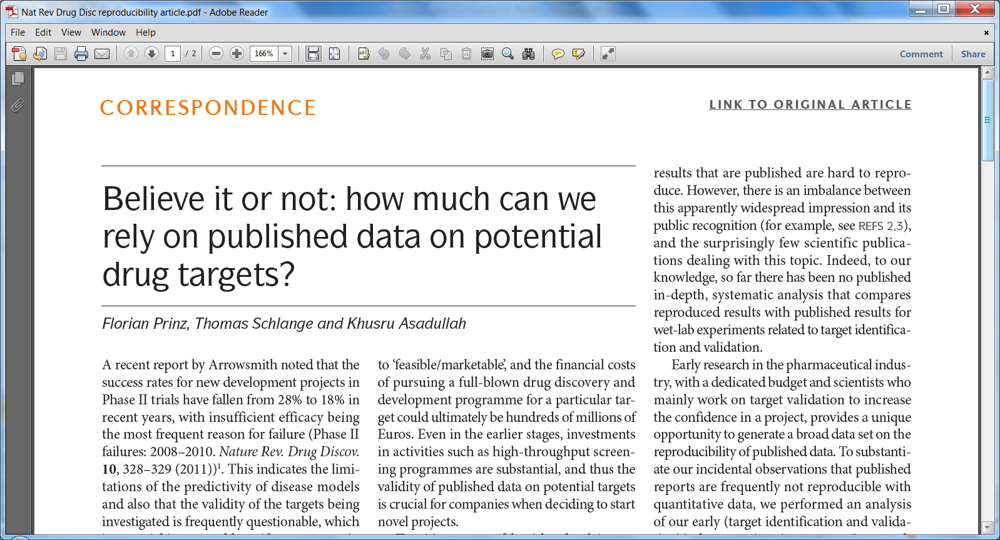 Nat Rev Drug Disc reproducibility article.pdf - Adobe Reader
File Edit View Window Help
1 / 2 166% Comment Share
CORRESPONDENCE
LINK TO ORIGINAL ARTICLE
Believe it or not: how much can we
rely on published data on potential
drug targets?
Florian Prinz, Thomas Schlange and Khusru Asadullah
A recent report by Arrowsmith noted that the
success rates for new development projects in
Phase II trials have fallen from 28% to 18% in
recent years, with insufficient efficacy being
the most frequent reason for failure (Phase II
failures: 2008–2010. Nature Rev. Drug Discov.
10, 328–329 (2011))¹. This indicates the limi-
tations of the predictivity of disease models
and also that the validity of the targets being
investigated is frequently questionable, which
to ‘feasible/marketable’, and the financial costs
of pursuing a full-blown drug discovery and
development programme for a particular tar-
get could ultimately be hundreds of millions of
Euros. Even in the earlier stages, investments
in activities such as high-throughput screen-
ing programmes are substantial, and thus the
validity of published data on potential targets
is crucial for companies when deciding to start
novel projects.
results that are published are hard to repro-
duce. However, there is an imbalance between
this apparently widespread impression and its
public recognition (for example, see REFS 2,3),
and the surprisingly few scientific publica-
tions dealing with this topic. Indeed, to our
knowledge, so far there has been no published
in-depth, systematic analysis that compares
reproduced results with published results for
wet-lab experiments related to target identifica-
tion and validation.
Early research in the pharmaceutical indus-
try, with a dedicated budget and scientists who
mainly work on target validation to increase
the confidence in a project, provides a unique
opportunity to generate a broad data set on the
reproducibility of published data. To substanti-
ate our incidental observations that published
reports are frequently not reproducible with
quantitative data, we performed an analysis
of our early (target identification and valida-